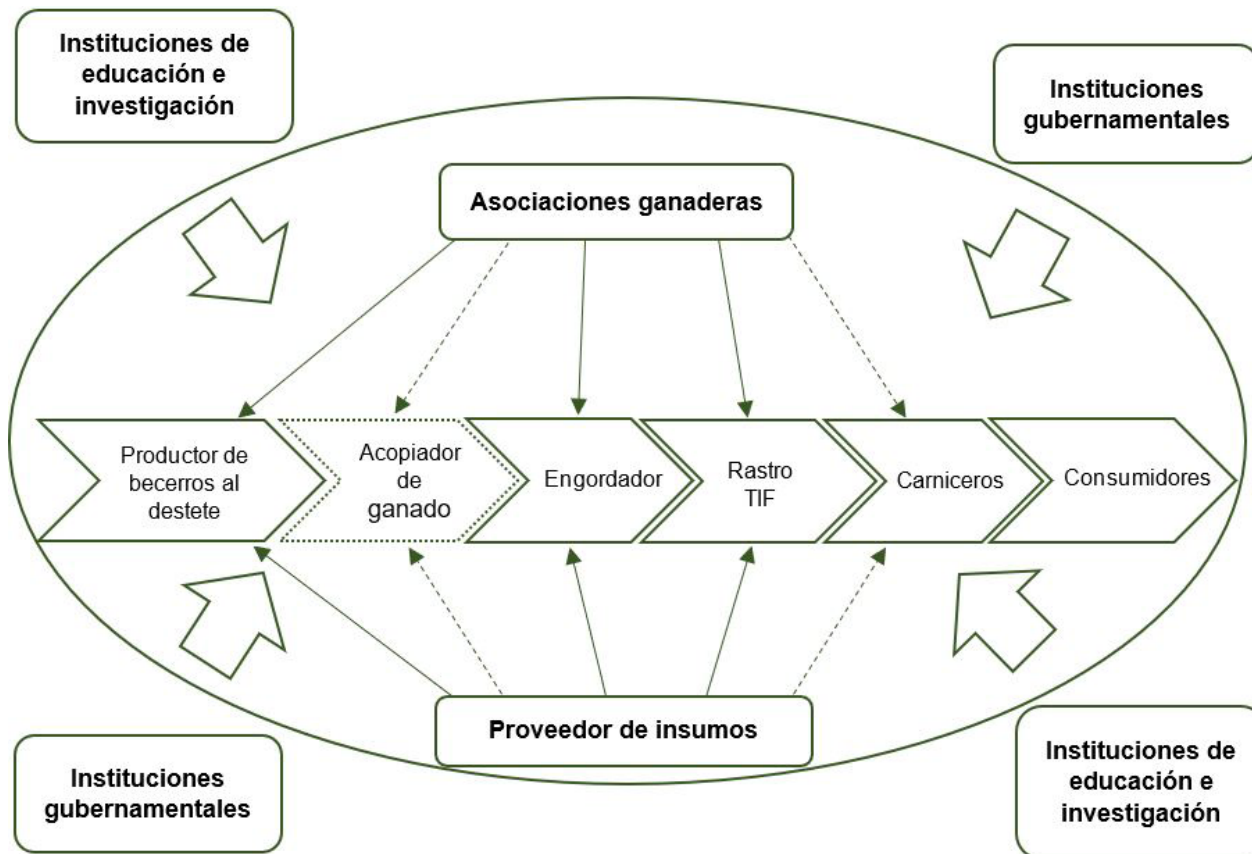 Instituciones de
educación e
investigación
Instituciones
gubernamentales
Asociaciones ganaderas
Productor de
becerros al
destete
Acopiador
de
ganado
Engordador
Rastro
TIF
Carniceros
Consumidores
Proveedor de insumos
Instituciones
gubernamentales
Instituciones de
educación e
investigación